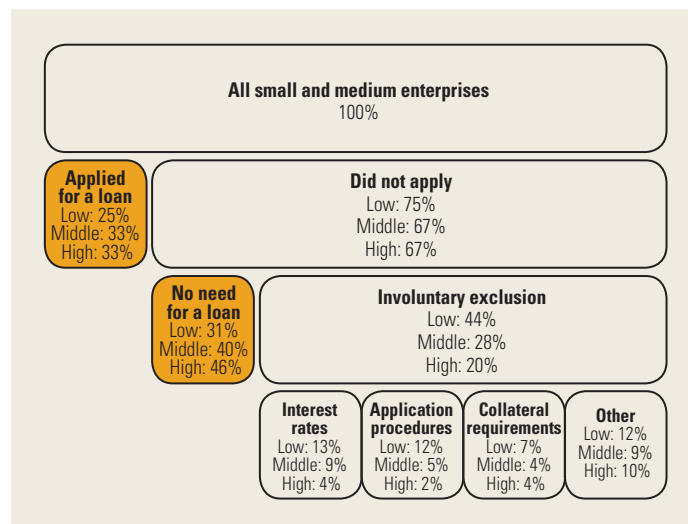 All small and medium enterprises
100%
Applied
for a loan
Low: 25%
Middle: 33%
High: 33%
Did not apply
Low: 75%
Middle: 67%
High: 67%
No need
for a loan
Low: 31%
Middle: 40%
High: 46%
Involuntary exclusion
Low: 44%
Middle: 28%
High: 20%
Interest
rates
Low: 13%
Middle: 9%
High: 4%
Application
procedures
Low: 12%
Middle: 5%
High: 2%
Collateral
requirements
Low: 7%
Middle: 4%
High: 4%
Other
Low: 12%
Middle: 9%
High: 10%